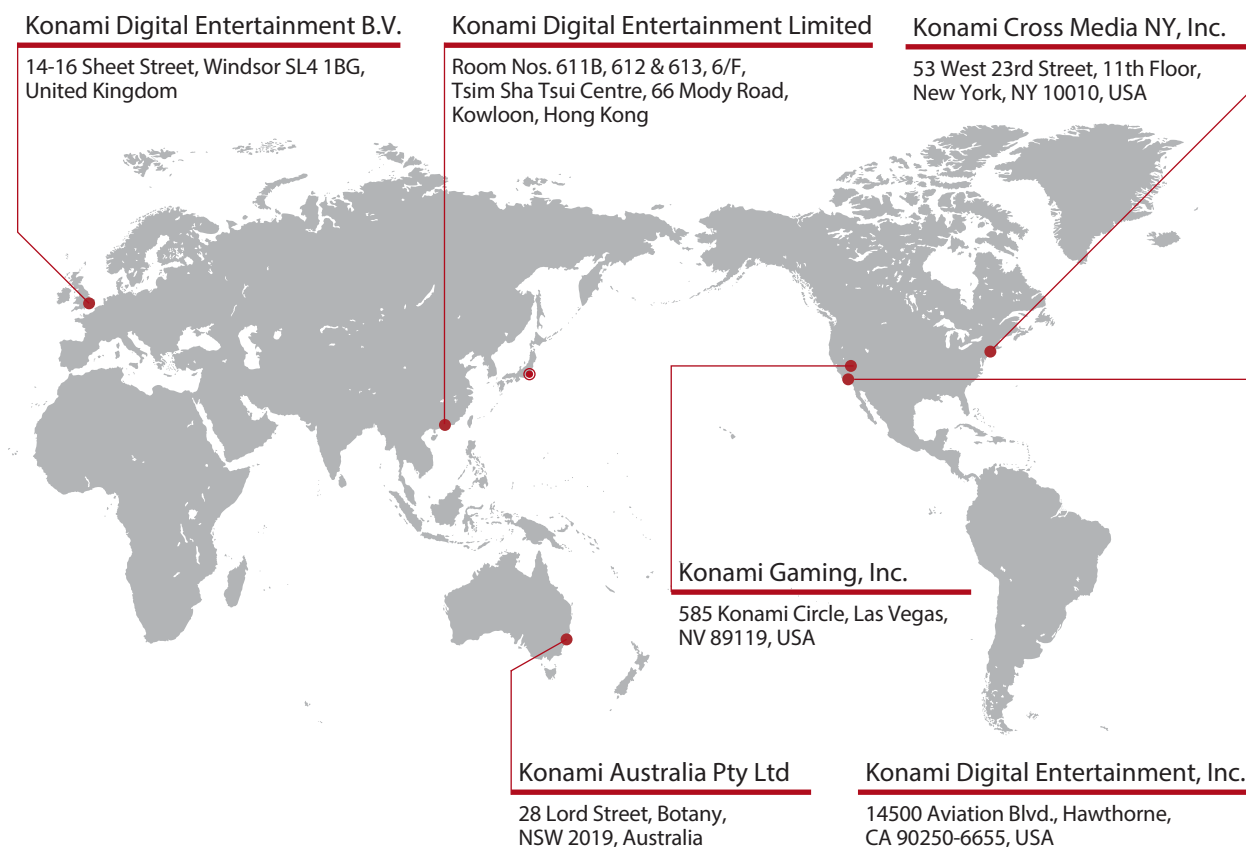 Konami Digital Entertainment B.V.
14-16 Sheet Street, Windsor SL4 1BG,
United Kingdom
Konami Digital Entertainment Limited
Room Nos. 611B, 612 & 613, 6/F,
Tsim Sha Tsui Centre, 66 Mody Road,
Kowloon, Hong Kong
Konami Cross Media NY, Inc.
53 West 23rd Street, 11th Floor,
New York, NY 10010, USA
Konami Gaming, Inc.
585 Konami Circle, Las Vegas,
NV 89119, USA
Konami Australia Pty Ltd
28 Lord Street, Botany,
NSW 2019, Australia
Konami Digital Entertainment, Inc.
14500 Aviation Blvd., Hawthorne,
CA 90250-6655, USA